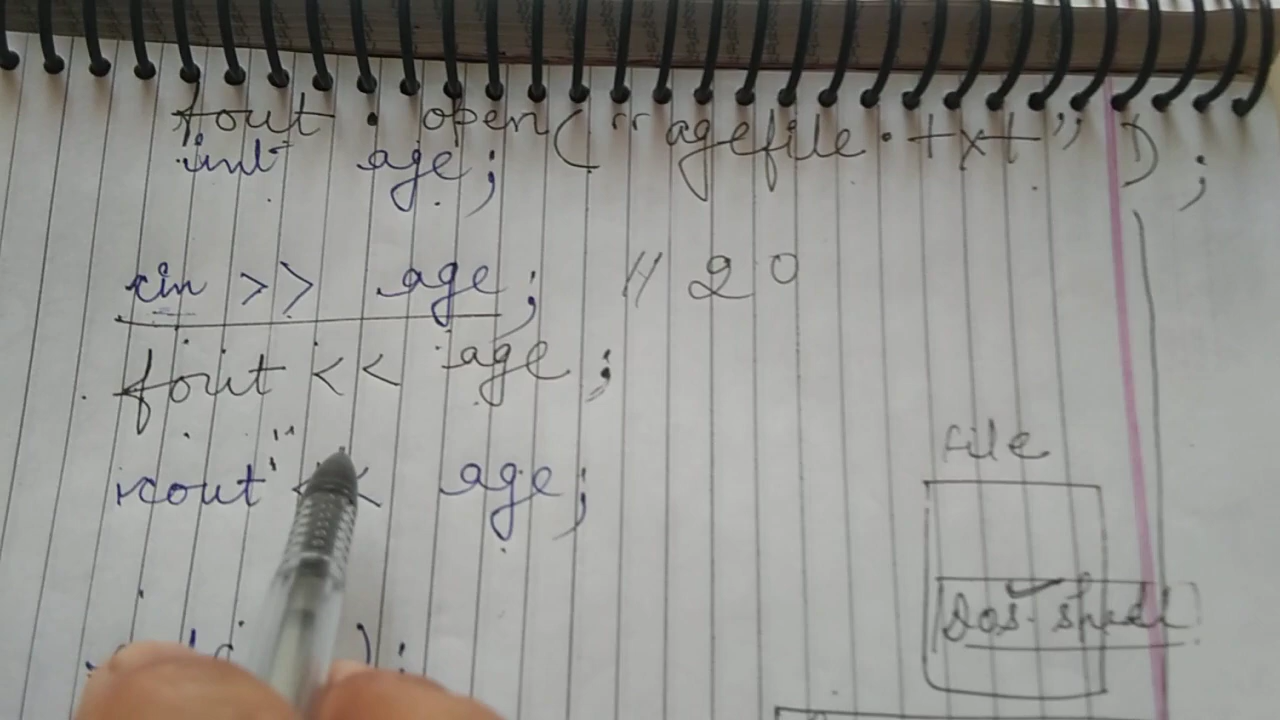 fout . open( "agefile.txt" );
int age;
cin >> age; // 20
fout << age;
cout << age;
File
Dos. shell
);